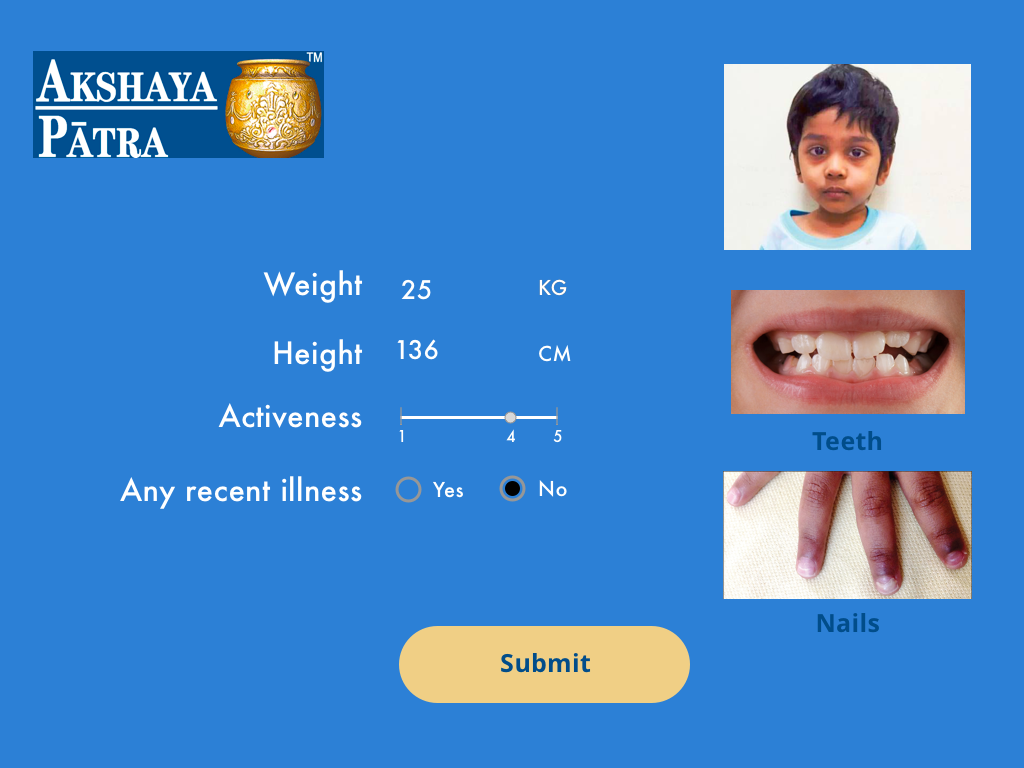 AKSHAYA
PĀTRA
TM
Weight 25 KG
Height 136 CM
Activeness
1 4 5
Any recent illness Yes No
Teeth
Nails
Submit